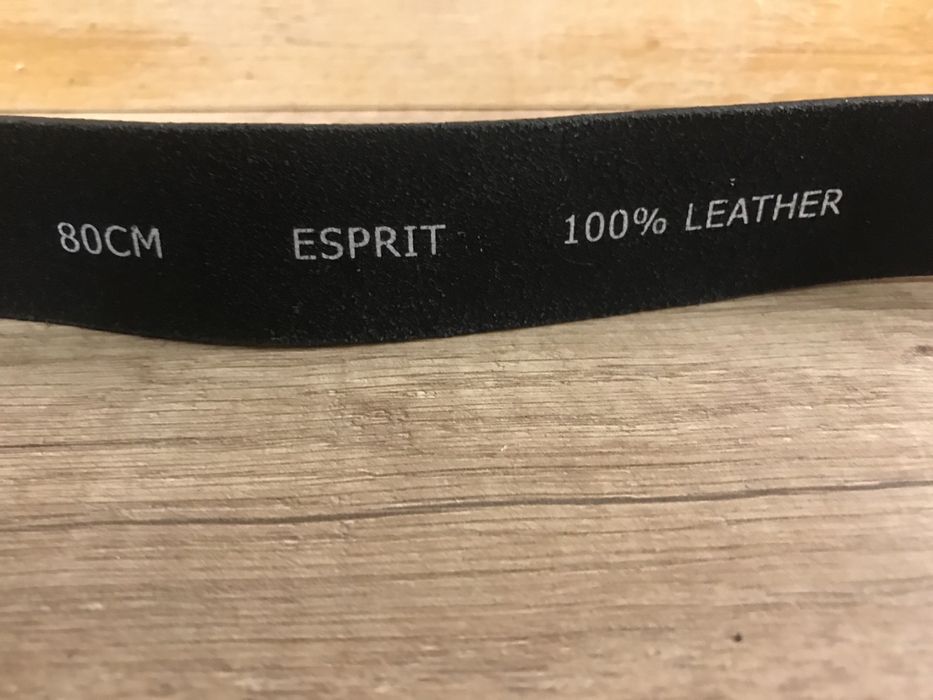 80CM ESPRIT 100% LEATHER